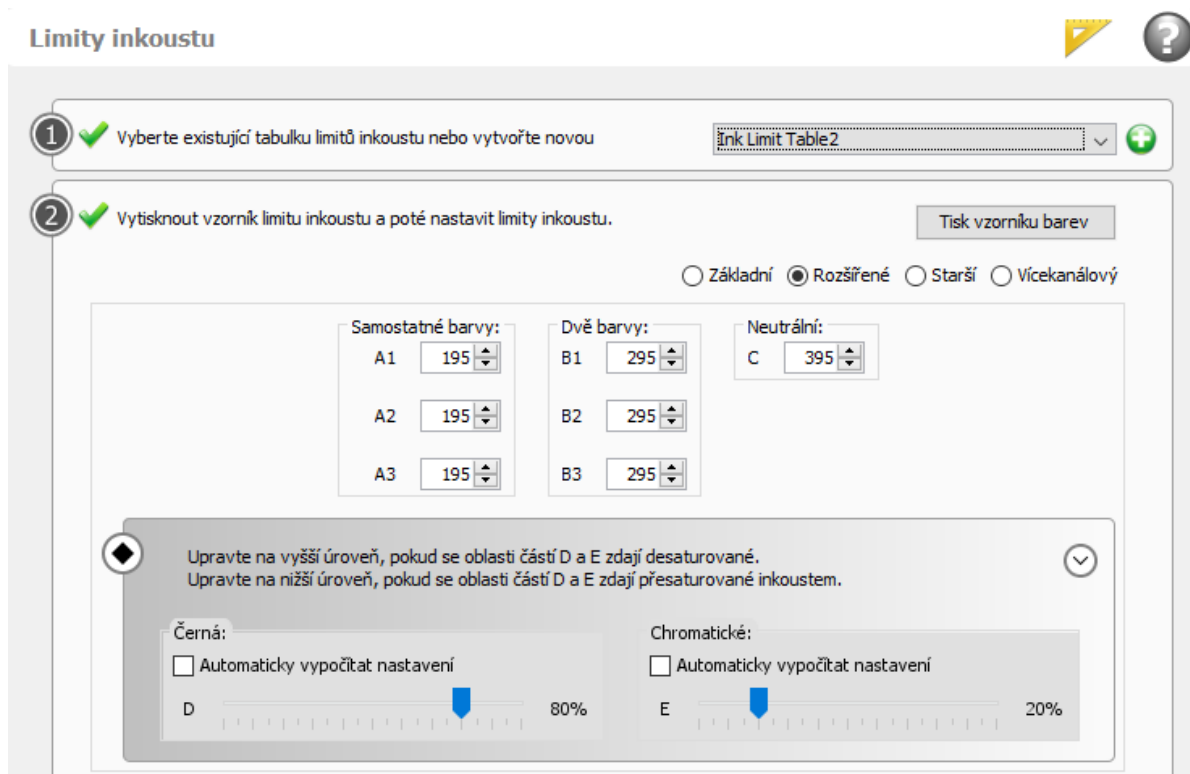 Limity inkoustu
?
1 Vyberte existující tabulku limitů inkoustu nebo vytvořte novou Ink Limit Table2
2 Vytisknout vzorník limitu inkoustu a poté nastavit limity inkoustu. Tisk vzorníku barev
Základní Rozšířené Starší Vícekanálový
Samostatné barvy: Dvě barvy: Neutrální:
A1 195 B1 295 C 395
A2 195 B2 295
A3 195 B3 295
Upravte na vyšší úroveň, pokud se oblasti částí D a E zdají desaturované.
Upravte na nižší úroveň, pokud se oblasti částí D a E zdají přesaturované inkoustem.
Černá: Chromatické:
Automaticky vypočítat nastavení Automaticky vypočítat nastavení
D 80% E 20%